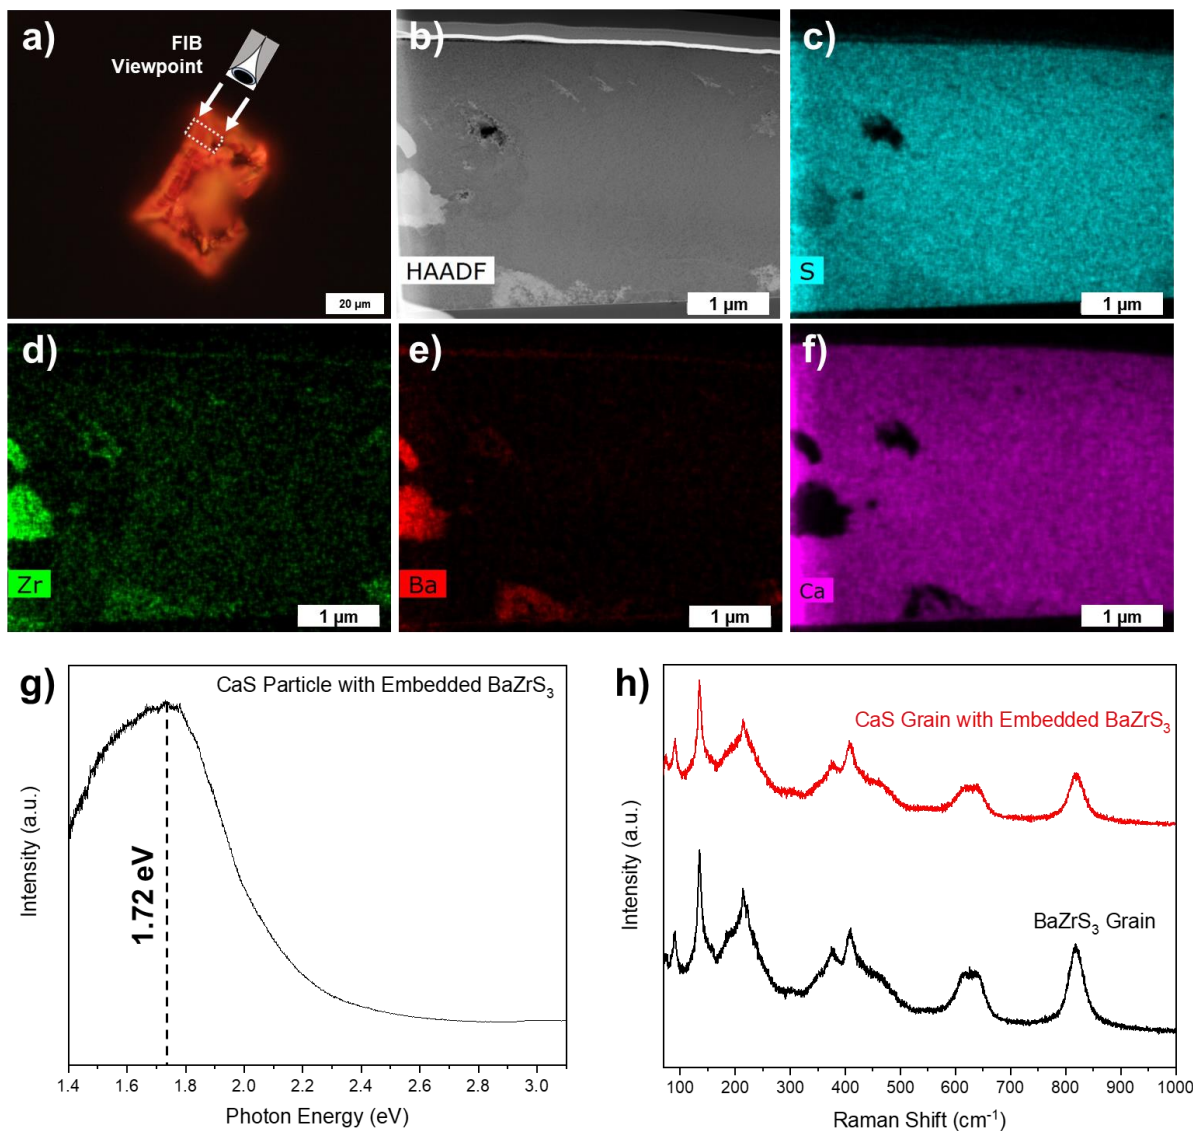 a)
FIB
Viewpoint
20 µm
b)
HAADF
1 µm
c)
S
1 µm
d)
Zr
1 µm
e)
Ba
1 µm
f)
Ca
1 µm
g)
CaS Particle with Embedded BaZrS₃
1.72 eV
Intensity (a.u.)
1.4 1.6 1.8 2.0 2.2 2.4 2.6 2.8 3.0
Photon Energy (eV)
h)
CaS Grain with Embedded BaZrS₃
BaZrS₃ Grain
Intensity (a.u.)
100 200 300 400 500 600 700 800 900 1000
Raman Shift (cm⁻¹)